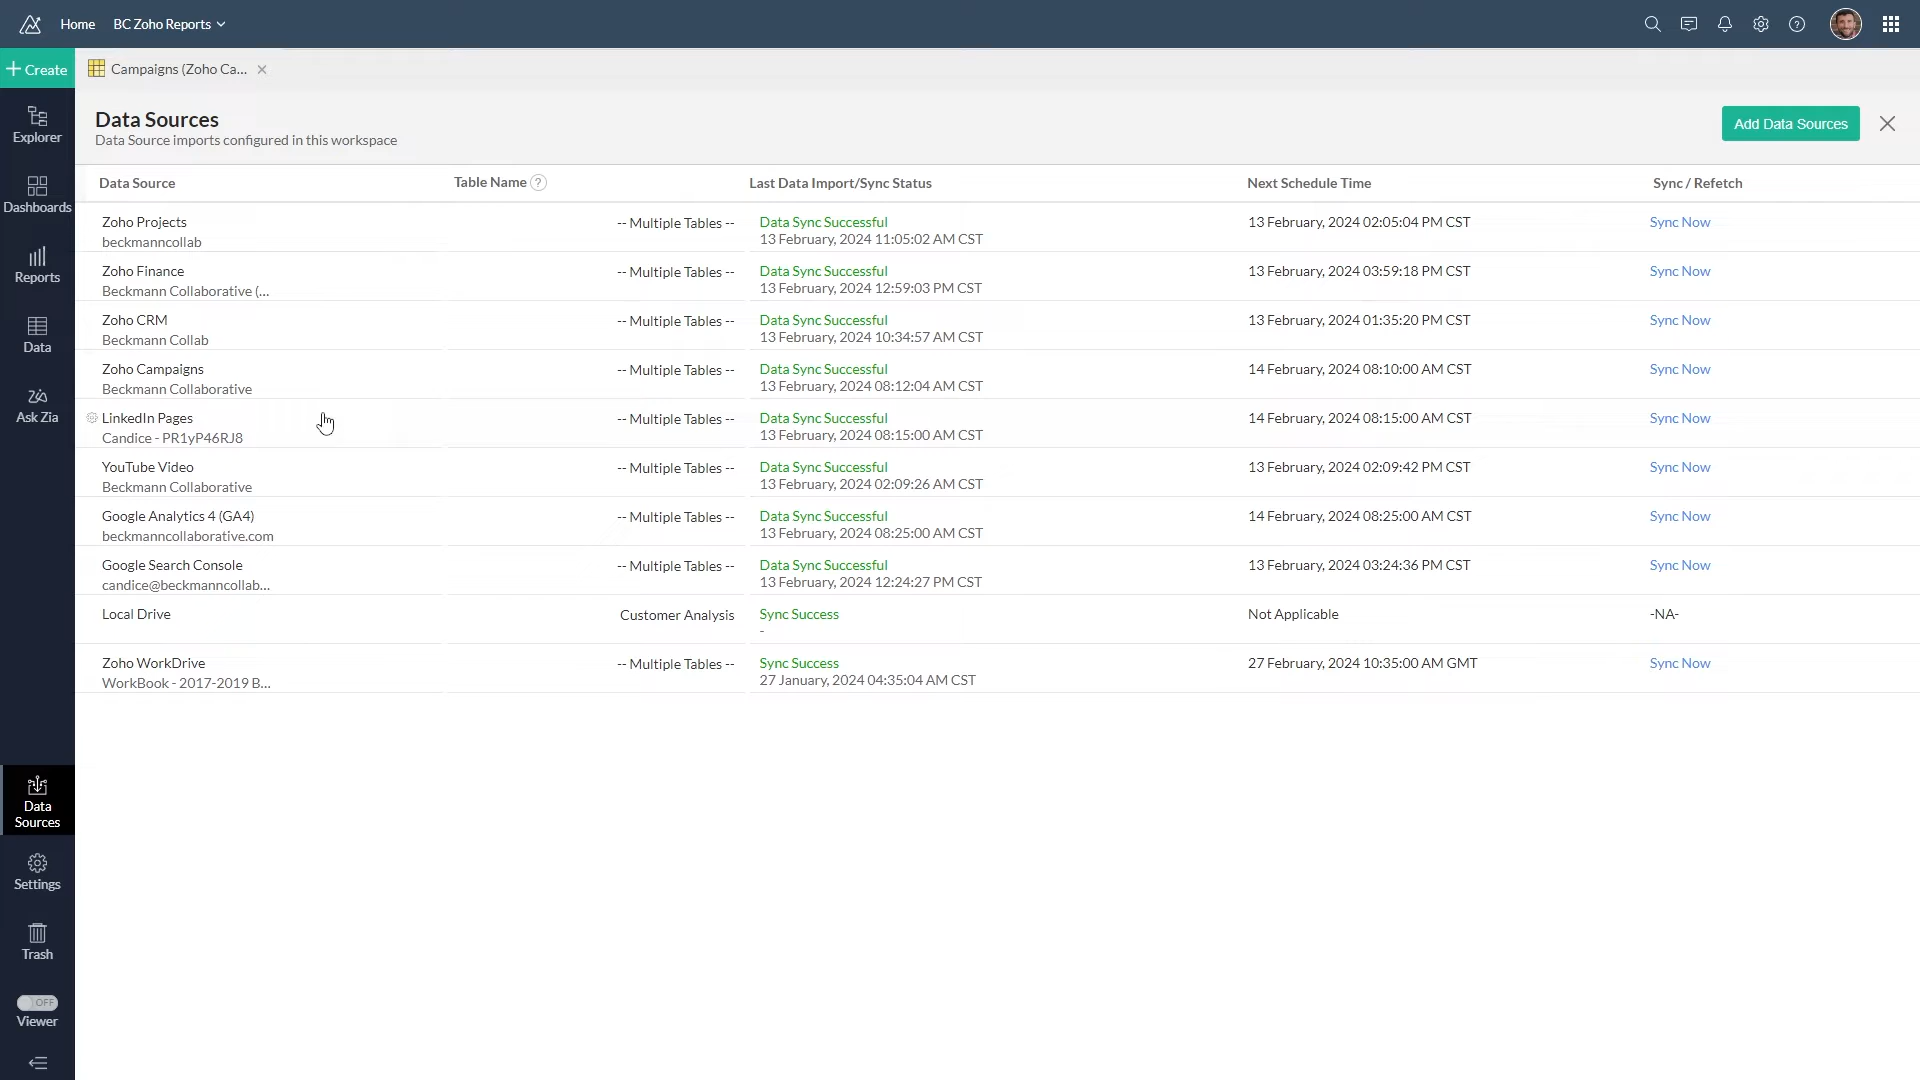 Home BC Zoho Reports
Create
Campaigns (Zoho Ca...
Explorer
Dashboards
Reports
Data
Ask Zia
Data Sources
Settings
Trash
OFF
Viewer
Data Sources
Data Source imports configured in this workspace
Add Data Sources
Data Source Table Name ? Last Data Import/Sync Status Next Schedule Time Sync / Refetch
Zoho Projects -- Multiple Tables -- Data Sync Successful 13 February, 2024 02:05:04 PM CST Sync Now
beckmanncollab 13 February, 2024 11:05:02 AM CST
Zoho Finance -- Multiple Tables -- Data Sync Successful 13 February, 2024 03:59:18 PM CST Sync Now
Beckmann Collaborative (... 13 February, 2024 12:59:03 PM CST
Zoho CRM -- Multiple Tables -- Data Sync Successful 13 February, 2024 01:35:20 PM CST Sync Now
Beckmann Collab 13 February, 2024 10:34:57 AM CST
Zoho Campaigns -- Multiple Tables -- Data Sync Successful 14 February, 2024 08:10:00 AM CST Sync Now
Beckmann Collaborative 13 February, 2024 08:12:04 AM CST
LinkedIn Pages -- Multiple Tables -- Data Sync Successful 14 February, 2024 08:15:00 AM CST Sync Now
Candice - PR1yP46RJ8 13 February, 2024 08:15:00 AM CST
YouTube Video -- Multiple Tables -- Data Sync Successful 13 February, 2024 02:09:42 PM CST Sync Now
Beckmann Collaborative 13 February, 2024 02:09:26 AM CST
Google Analytics 4 (GA4) -- Multiple Tables -- Data Sync Successful 14 February, 2024 08:25:00 AM CST Sync Now
beckmanncollaborative.com 13 February, 2024 08:25:00 AM CST
Google Search Console -- Multiple Tables -- Data Sync Successful 13 February, 2024 03:24:36 PM CST Sync Now
candice@beckmanncollab... 13 February, 2024 12:24:27 PM CST
Local Drive Customer Analysis Sync Success Not Applicable -NA-
-
Zoho WorkDrive -- Multiple Tables -- Sync Success 27 February, 2024 10:35:00 AM GMT Sync Now
WorkBook - 2017-2019 B... 27 January, 2024 04:35:04 AM CST